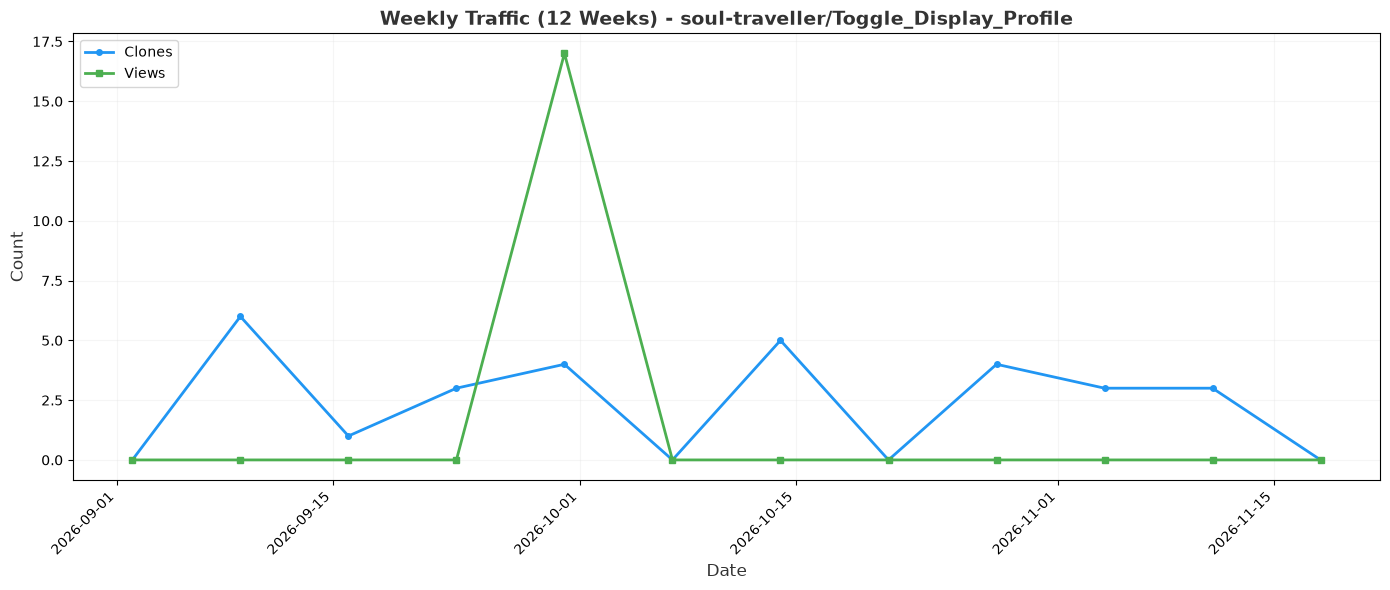 Weekly Traffic (12 Weeks) - soul-traveller/Toggle_Display_Profile
Clones
Views
Count
17.5
15.0
12.5
10.0
7.5
5.0
2.5
0.0
2026-09-01
2026-09-15
2026-10-01
2026-10-15
2026-11-01
2026-11-15
Date